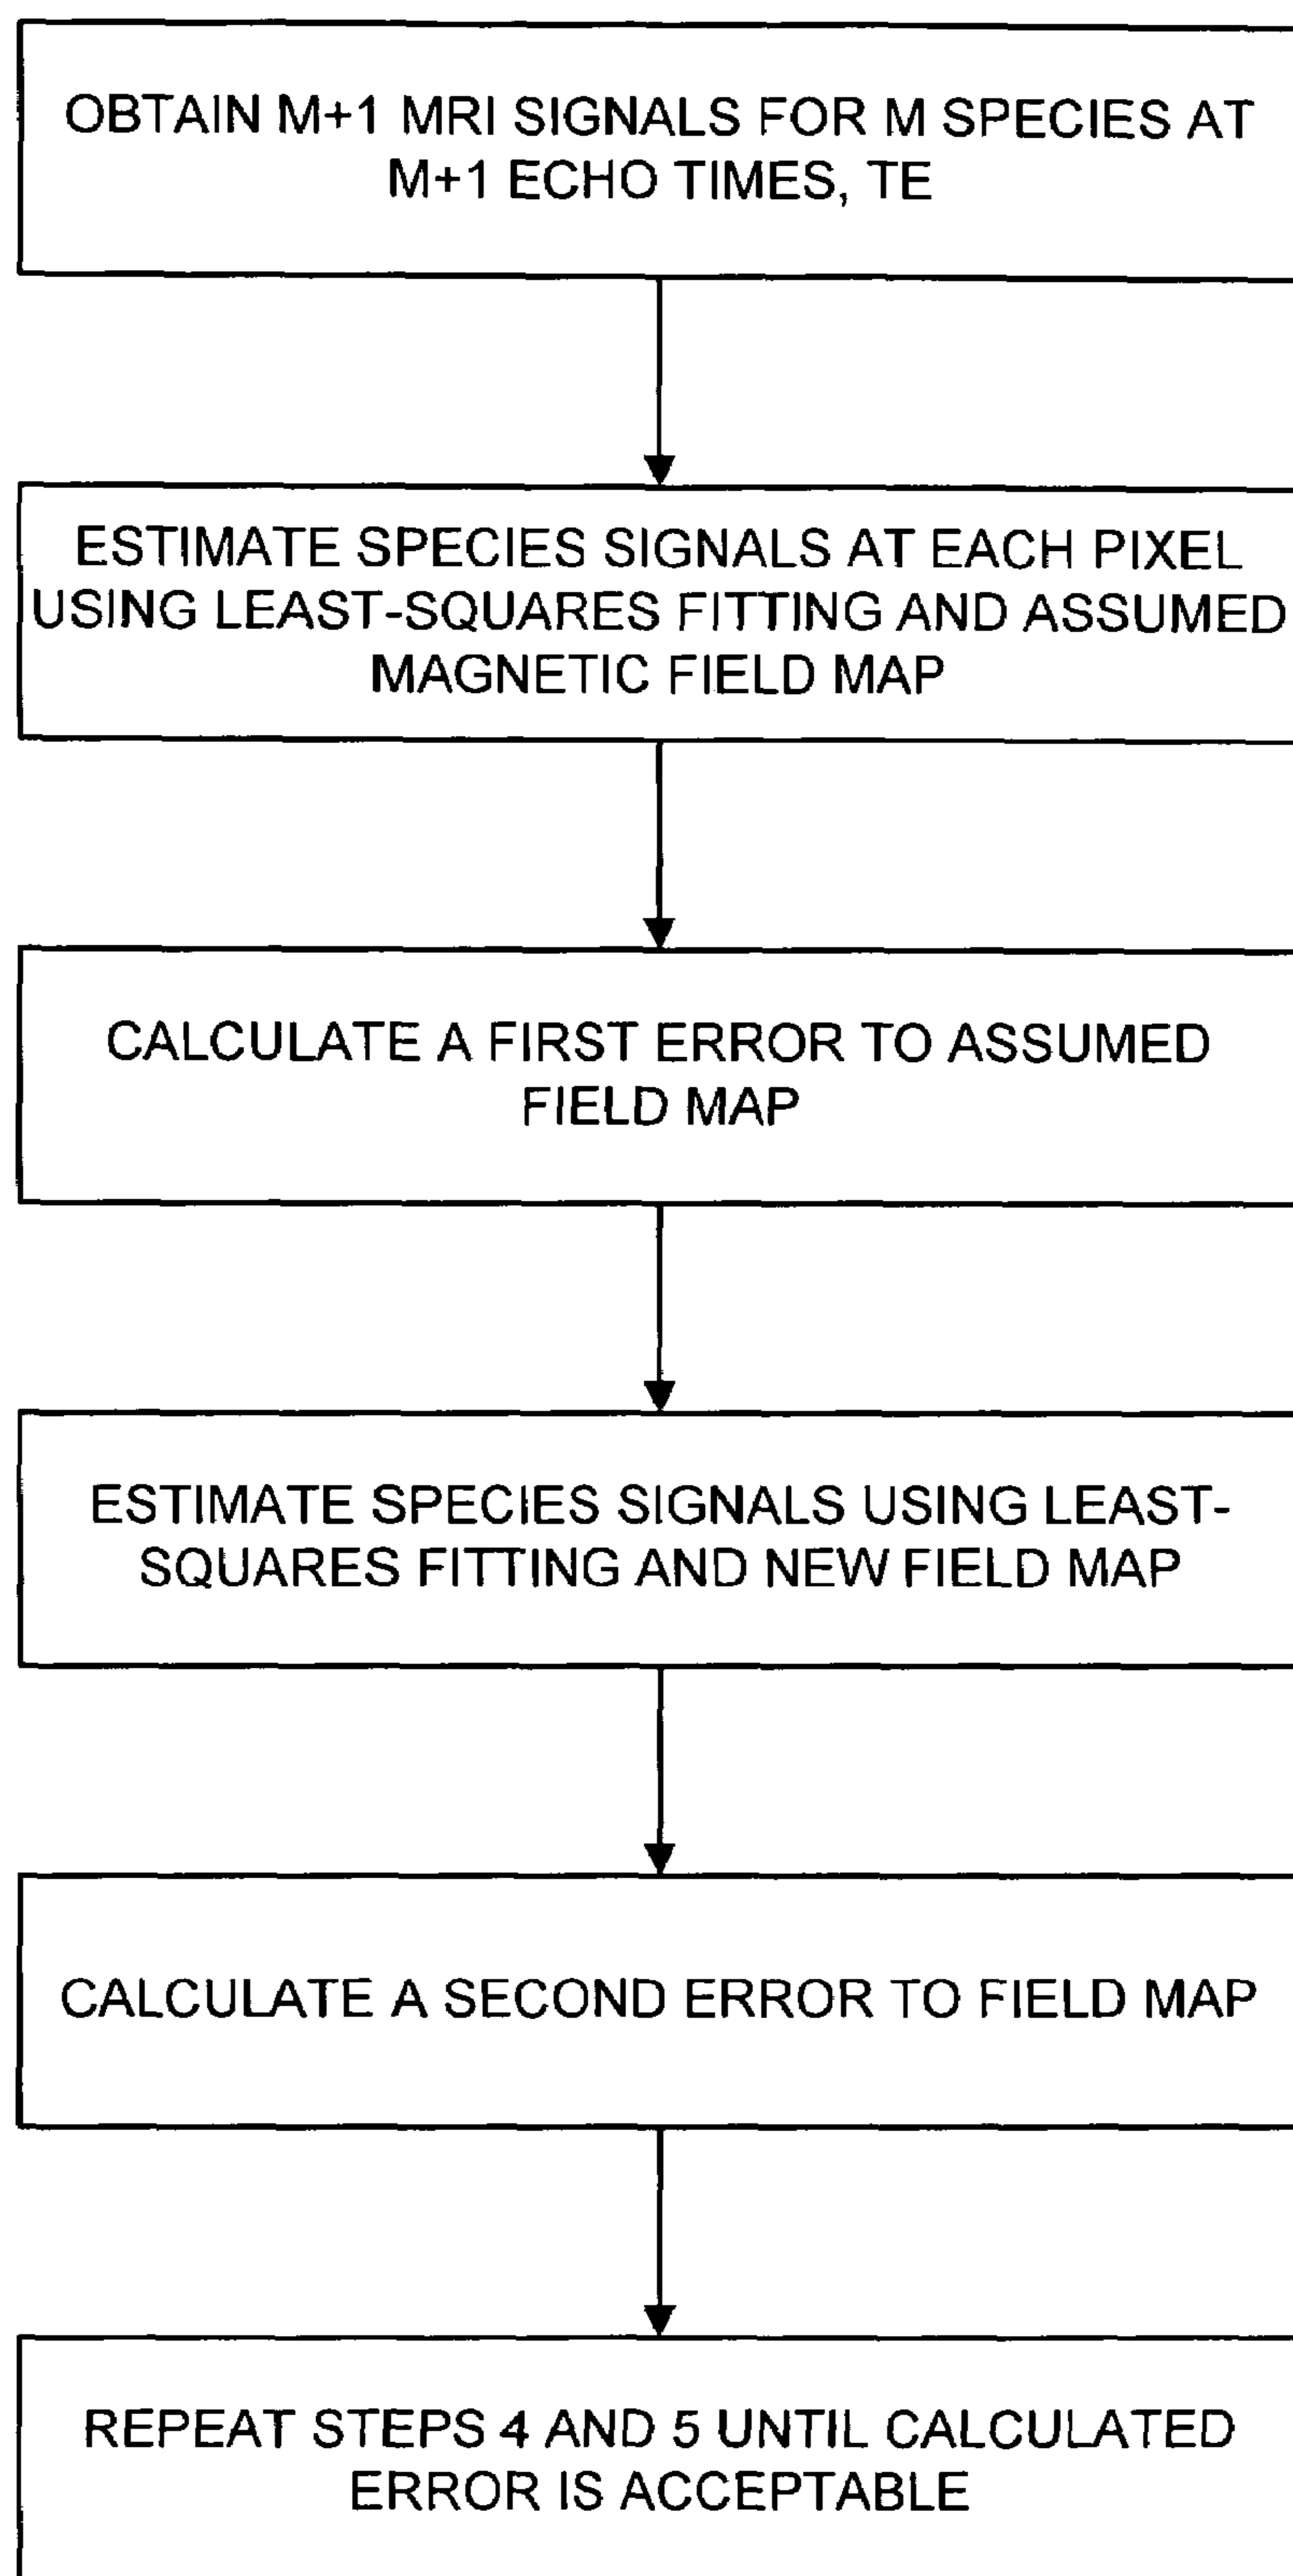 OBTAIN M+1 MRI SIGNALS FOR M SPECIES AT
M+1 ECHO TIMES, TE
ESTIMATE SPECIES SIGNALS AT EACH PIXEL
USING LEAST-SQUARES FITTING AND ASSUMED
MAGNETIC FIELD MAP
CALCULATE A FIRST ERROR TO ASSUMED
FIELD MAP
ESTIMATE SPECIES SIGNALS USING LEAST-
SQUARES FITTING AND NEW FIELD MAP
CALCULATE A SECOND ERROR TO FIELD MAP
REPEAT STEPS 4 AND 5 UNTIL CALCULATED
ERROR IS ACCEPTABLE